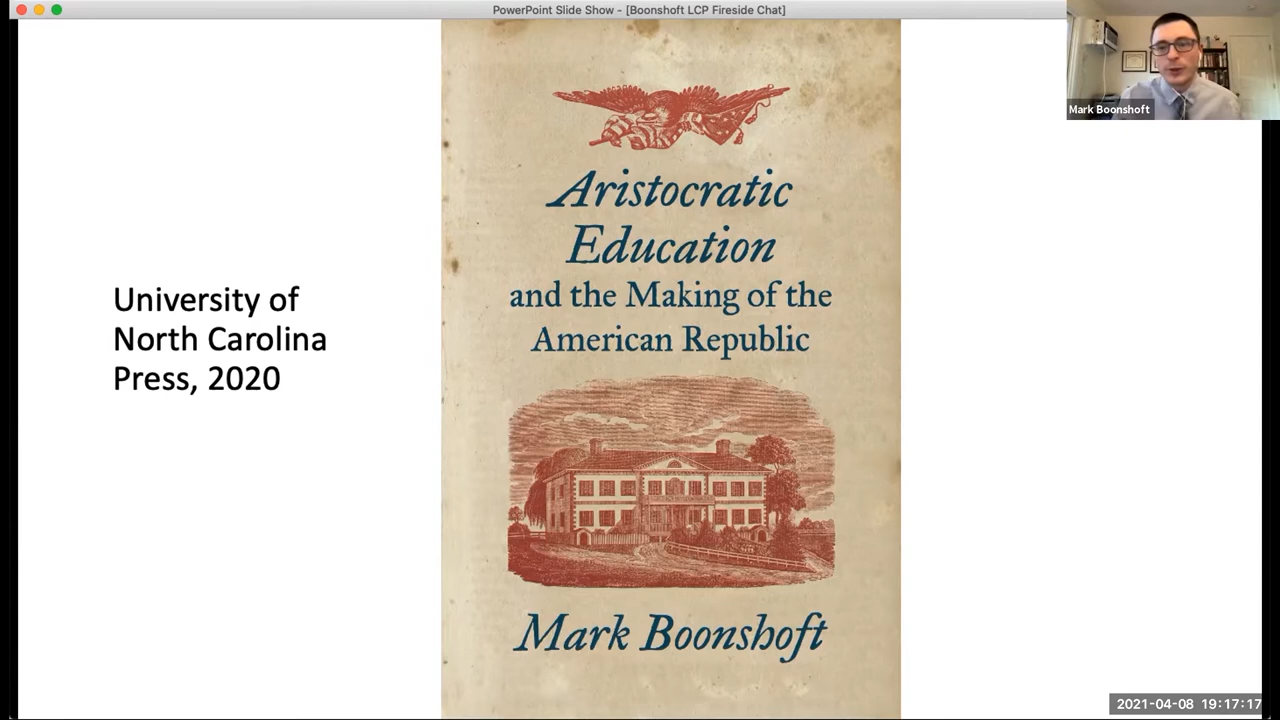 PowerPoint Slide Show - [Boonshoft LCP Fireside Chat]
Mark Boonshoft
University of
North Carolina
Press, 2020
Aristocratic
Education
and the Making of the
American Republic
Mark Boonshoft
2021-04-08 19:17:17